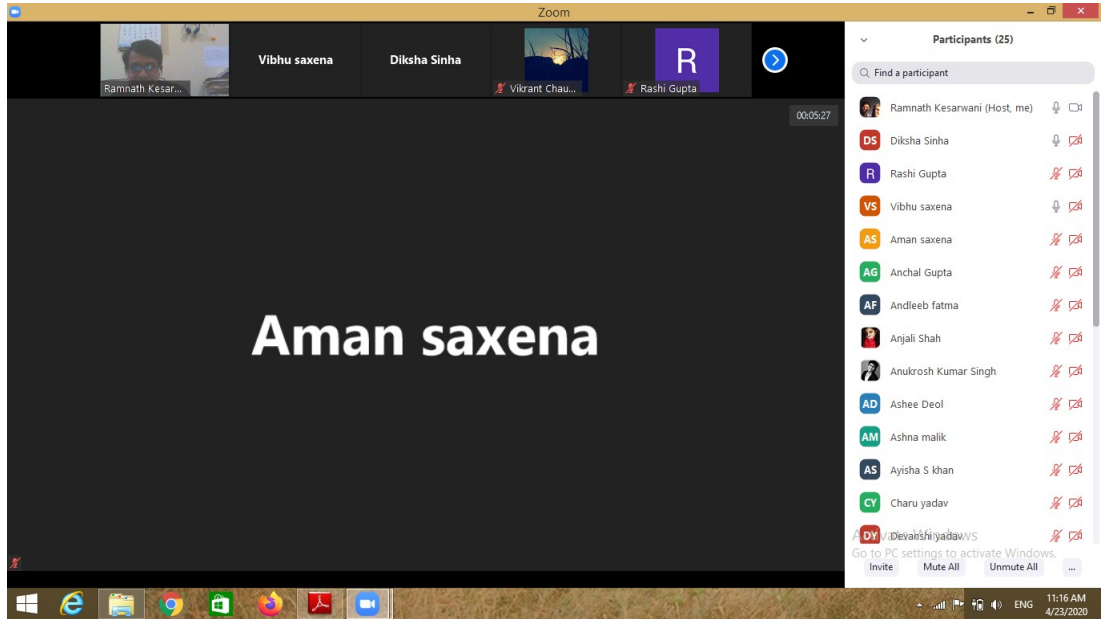 Zoom
Ramnath Kesar...
Vibhu saxena
Diksha Sinha
Vikrant Chau...
R
Rashi Gupta
00:05:27
Aman saxena
Participants (25)
Find a participant
Ramnath Kesarwani (Host, me)
DS Diksha Sinha
R Rashi Gupta
VS Vibhu saxena
AS Aman saxena
AG Anchal Gupta
AF Andleeb fatma
Anjali Shah
Anukrosh Kumar Singh
AD Ashee Deol
AM Ashna malik
AS Ayisha S khan
CY Charu yadav
DY Devanshi yadav
Activate Windows
Go to PC settings to activate Windows.
Invite Mute All Unmute All ...
ENG
11:16 AM
4/23/2020